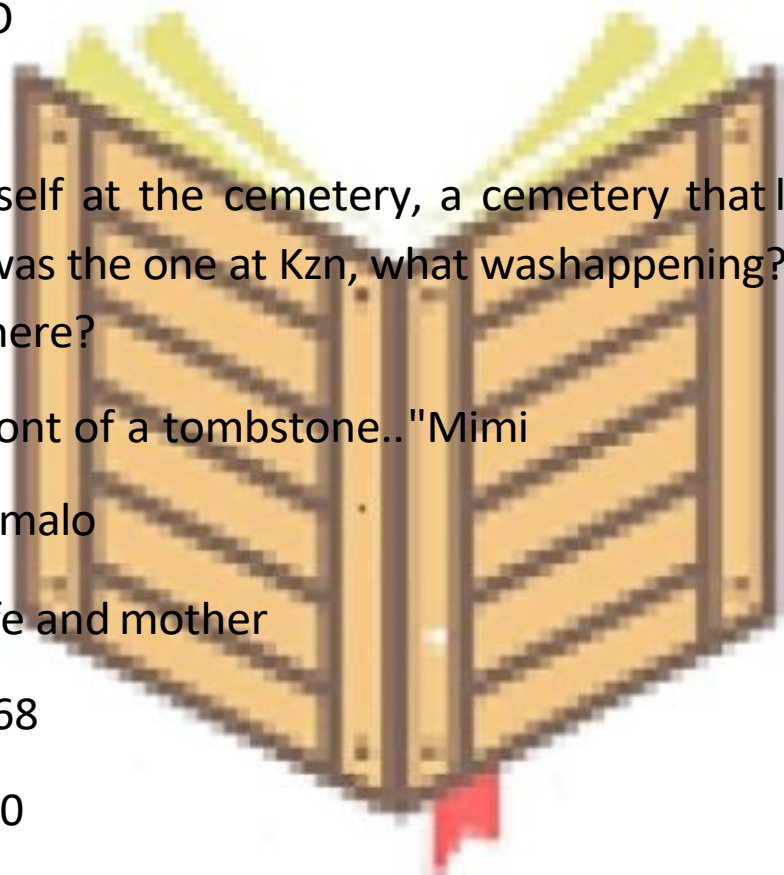 self at the cemetery, a cemetery that l
was the one at Kzn, what washappening?
here?
ont of a tombstone.."Mimi
malo
fe and mother
68
0